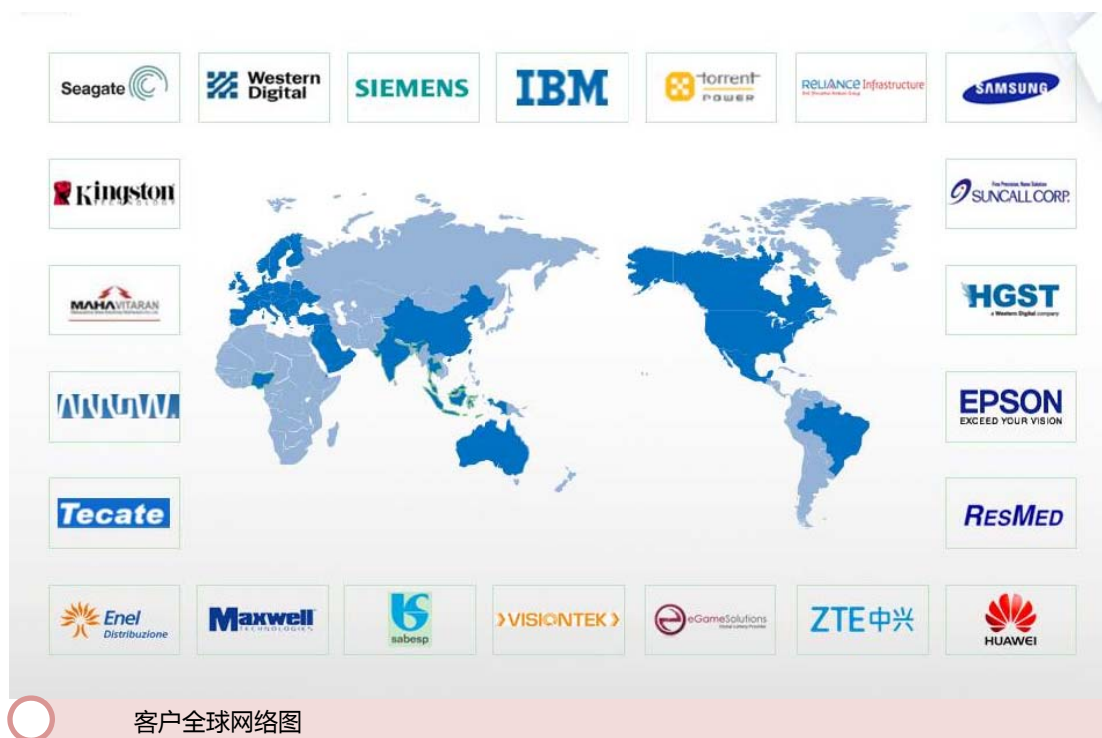 Seagate
Western
Digital
SIEMENS
IBM
torrent
POWER
RELIANCE Infrastructure
SAMSUNG
Kingston
TECHNOLOGY
SUNCALL CORP.
MAHAVITARAN
HGST
a Western Digital company
EPSON
EXCEED YOUR VISION
Tecate
RESMED
Enel
Distribuzione
Maxwell
TECHNOLOGIES
sabesp
VISIONTEK
eGameSolutions
ZTE中兴
HUAWEI
客户全球网络图